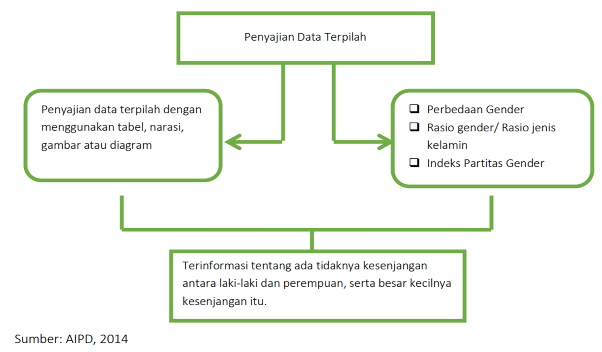 Penyajian Data Terpilah
Penyajian data terpilah dengan
menggunakan tabel, narasi,
gambar atau diagram
❑ Perbedaan Gender
❑ Rasio gender/ Rasio jenis
kelamin
❑ Indeks Partitas Gender
Terinformasi tentang ada tidaknya kesenjangan
antara laki-laki dan perempuan, serta besar kecilnya
kesenjangan itu.
Sumber: AIPD, 2014